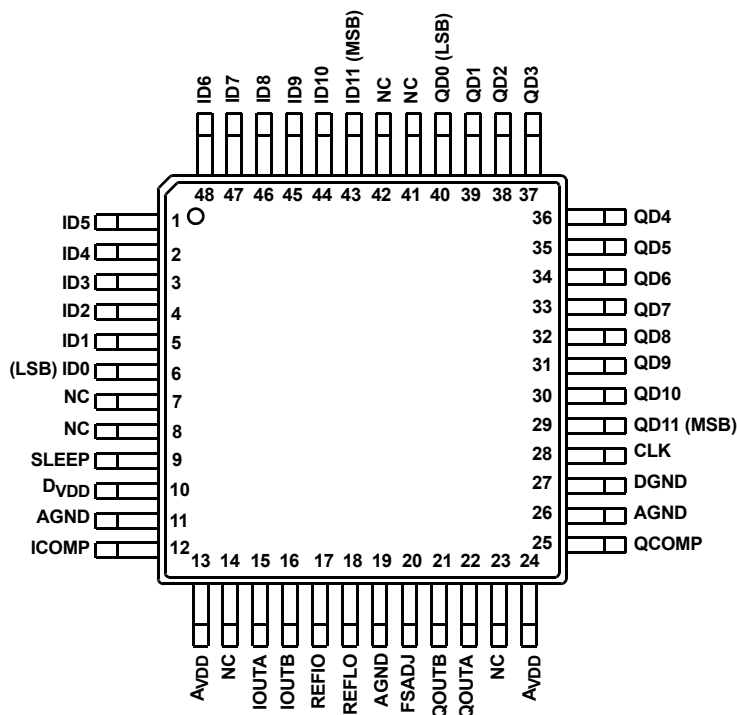 ID6
ID7
ID8
ID9
ID10
ID11 (MSB)
NC
NC
QD0 (LSB)
QD1
QD2
QD3
48
47
46
45
44
43
42
41
40
39
38
37
ID5
1
36
QD4
ID4
2
35
QD5
ID3
3
34
QD6
ID2
4
33
QD7
ID1
5
32
QD8
(LSB) ID0
6
31
QD9
NC
7
30
QD10
NC
8
29
QD11 (MSB)
SLEEP
9
28
CLK
DVDD
10
27
DGND
AGND
11
26
AGND
ICOMP
12
25
QCOMP
13
14
15
16
17
18
19
20
21
22
23
24
AVDD
NC
IOUTA
IOUTB
REFIO
REFLO
AGND
FSADJ
QOUTB
QOUTA
NC
AVDD